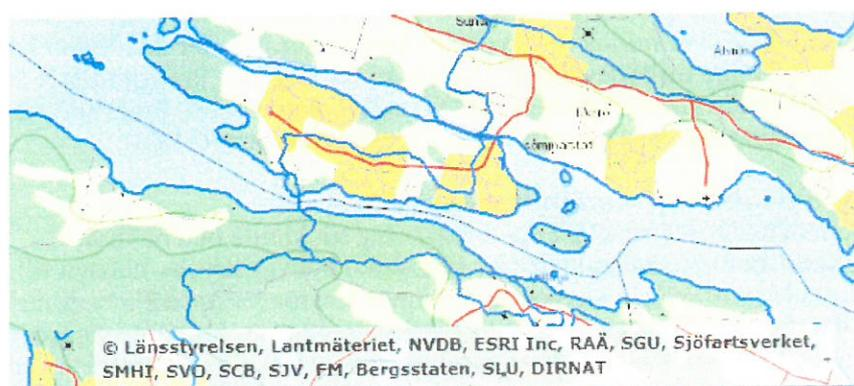 © Länsstyrelsen, Lantmäteriet, NVDB, ESRI Inc, RAÄ, SGU, Sjöfartsverket,
SMHI, SVO, SCB, SJV, FM, Bergsstaten, SLU, DIRNAT